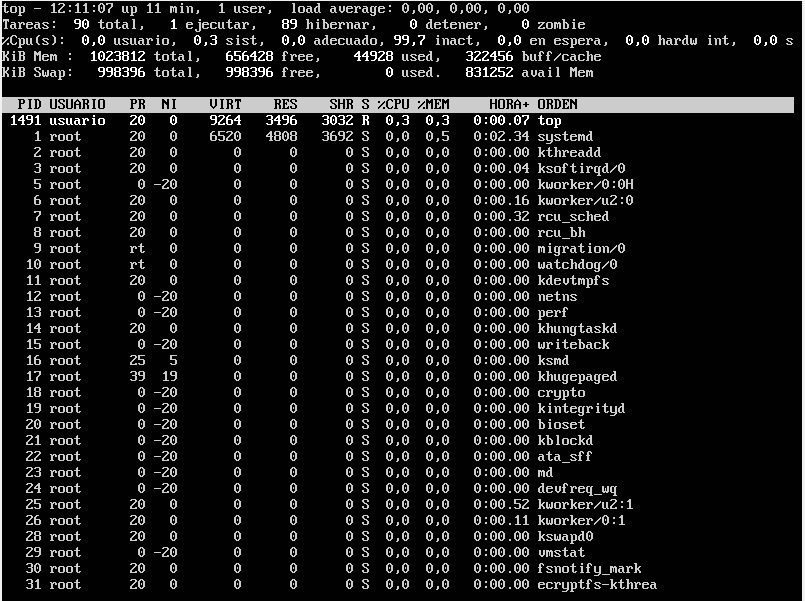 top - 12:11:07 up 11 min,  1 user,  load average: 0,00, 0,00, 0,00
Tareas:  90 total,   1 ejecutar,  89 hibernar,    0 detener,    0 zombie
%Cpu(s):  0,0 usuario,  0,3 sist,  0,0 adecuado, 99,7 inact,  0,0 en espera,  0,0 hardw int,  0,0 s
KiB Mem :  1023812 total,   656428 free,    44928 used,   322456 buff/cache
KiB Swap:   998396 total,   998396 free,        0 used.   831252 avail Mem
PID USUARIO   PR  NI    VIRT    RES    SHR S %CPU %MEM     HORA+ ORDEN
1491 usuario   20   0    9264   3496   3032 R  0,3  0,3   0:00.07 top
1 root      20   0    6520   4808   3692 S  0,0  0,5   0:02.34 systemd
2 root      20   0       0      0      0 S  0,0  0,0   0:00.00 kthreadd
3 root      20   0       0      0      0 S  0,0  0,0   0:00.04 ksoftirqd/0
5 root       0 -20       0      0      0 S  0,0  0,0   0:00.00 kworker/0:0H
6 root      20   0       0      0      0 S  0,0  0,0   0:00.16 kworker/u2:0
7 root      20   0       0      0      0 S  0,0  0,0   0:00.32 rcu_sched
8 root      20   0       0      0      0 S  0,0  0,0   0:00.00 rcu_bh
9 root      rt   0       0      0      0 S  0,0  0,0   0:00.00 migration/0
10 root      rt   0       0      0      0 S  0,0  0,0   0:00.00 watchdog/0
11 root      20   0       0      0      0 S  0,0  0,0   0:00.00 kdevtmpfs
12 root       0 -20       0      0      0 S  0,0  0,0   0:00.00 netns
13 root       0 -20       0      0      0 S  0,0  0,0   0:00.00 perf
14 root      20   0       0      0      0 S  0,0  0,0   0:00.00 khungtaskd
15 root       0 -20       0      0      0 S  0,0  0,0   0:00.00 writeback
16 root      25   5       0      0      0 S  0,0  0,0   0:00.00 ksmd
17 root      39  19       0      0      0 S  0,0  0,0   0:00.00 khugepaged
18 root       0 -20       0      0      0 S  0,0  0,0   0:00.00 crypto
19 root       0 -20       0      0      0 S  0,0  0,0   0:00.00 kintegrityd
20 root       0 -20       0      0      0 S  0,0  0,0   0:00.00 bioset
21 root       0 -20       0      0      0 S  0,0  0,0   0:00.00 kblockd
22 root       0 -20       0      0      0 S  0,0  0,0   0:00.00 ata_sff
23 root       0 -20       0      0      0 S  0,0  0,0   0:00.00 md
24 root       0 -20       0      0      0 S  0,0  0,0   0:00.00 devfreq_wq
25 root      20   0       0      0      0 S  0,0  0,0   0:00.52 kworker/u2:1
26 root      20   0       0      0      0 S  0,0  0,0   0:00.11 kworker/0:1
28 root      20   0       0      0      0 S  0,0  0,0   0:00.00 kswapd0
29 root       0 -20       0      0      0 S  0,0  0,0   0:00.00 vmstat
30 root      20   0       0      0      0 S  0,0  0,0   0:00.00 fsnotify_mark
31 root      20   0       0      0      0 S  0,0  0,0   0:00.00 ecryptfs-kthrea